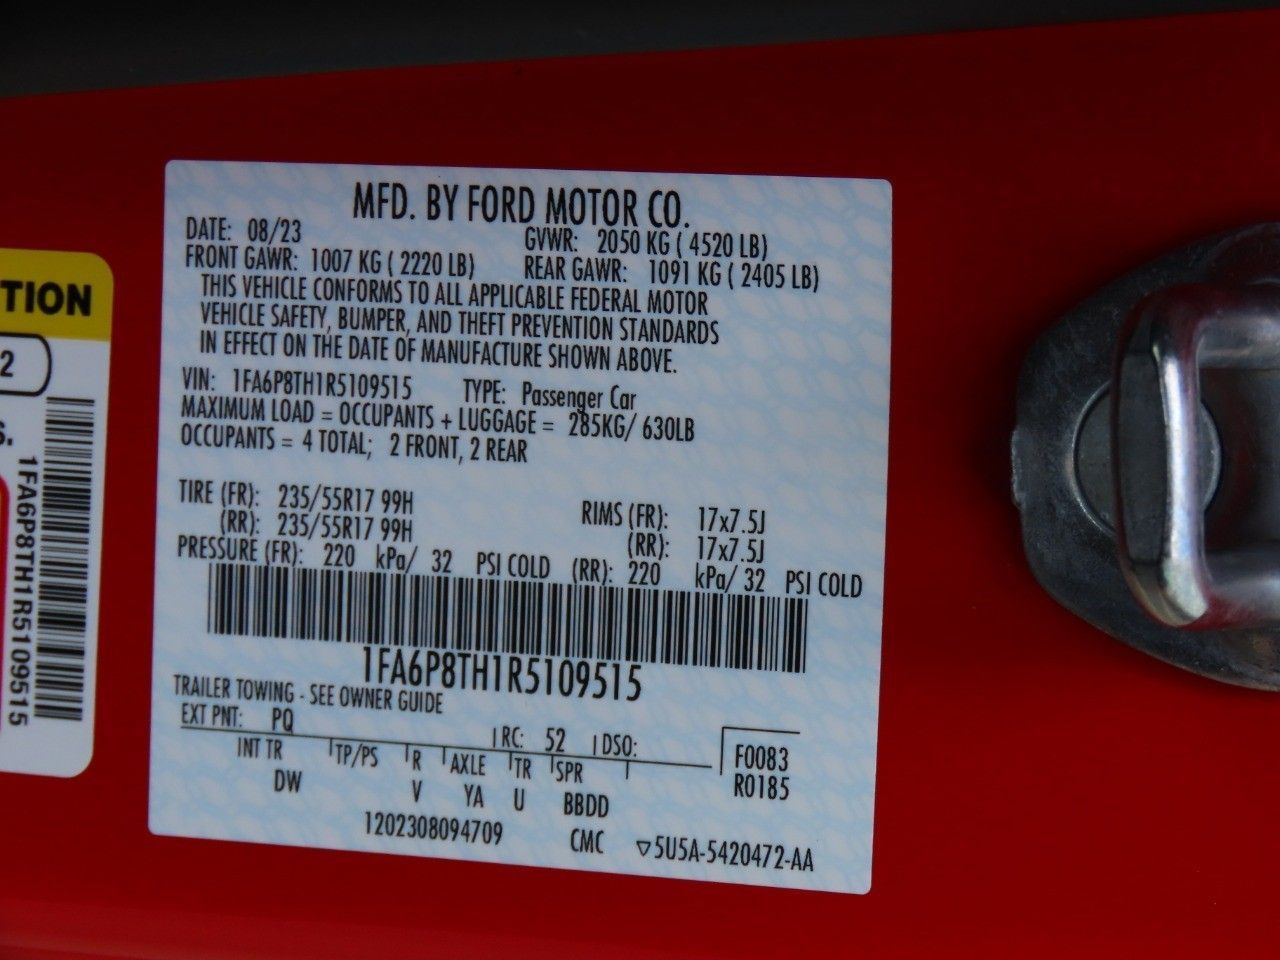 MFD. BY FORD MOTOR CO.
DATE: 08/23 GVWR: 2050 KG ( 4520 LB)
FRONT GAWR: 1007 KG ( 2220 LB) REAR GAWR: 1091 KG ( 2405 LB)
THIS VEHICLE CONFORMS TO ALL APPLICABLE FEDERAL MOTOR
VEHICLE SAFETY, BUMPER, AND THEFT PREVENTION STANDARDS
IN EFFECT ON THE DATE OF MANUFACTURE SHOWN ABOVE.
VIN: 1FA6P8TH1R5109515 TYPE: Passenger Car
MAXIMUM LOAD = OCCUPANTS + LUGGAGE = 285KG/ 630LB
OCCUPANTS = 4 TOTAL; 2 FRONT, 2 REAR
TIRE (FR): 235/55R17 99H RIMS (FR): 17x7.5J
(RR): 235/55R17 99H (RR): 17x7.5J
PRESSURE (FR): 220 kPa/ 32 PSI COLD (RR): 220 kPa/ 32 PSI COLD
1FA6P8TH1R5109515
TRAILER TOWING - SEE OWNER GUIDE
EXT PNT: PQ RC: 52 DSO: F0083
INT TR TP/PS R AXLE TR SPR R0185
DW V YA U BBDD
1202308094709 CMC ▽5U5A-5420472-AA
TION
2
S.
1FA6P8TH1R5109515